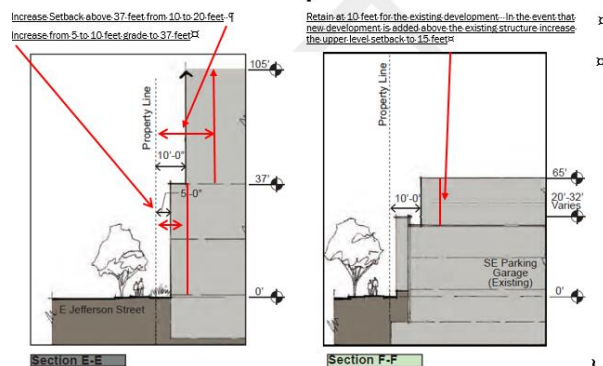 Increase Setback above 37 feet from 10 to 20 feet ¶
Increase from 5 to 10 feet grade to 37 feet¤
Retain at 10 feet for the existing development. In the event that
new development is added above the existing structure increase
the upper level setback to 15 feet¤
¤
¤
105'
Property Line
10'-0"
37'
5'-0"
0'
E Jefferson Street
Section E-E
Property Line
65'
10'-0"
20'-32'
Varies
SE Parking
Garage
(Existing)
0'
Section F-F